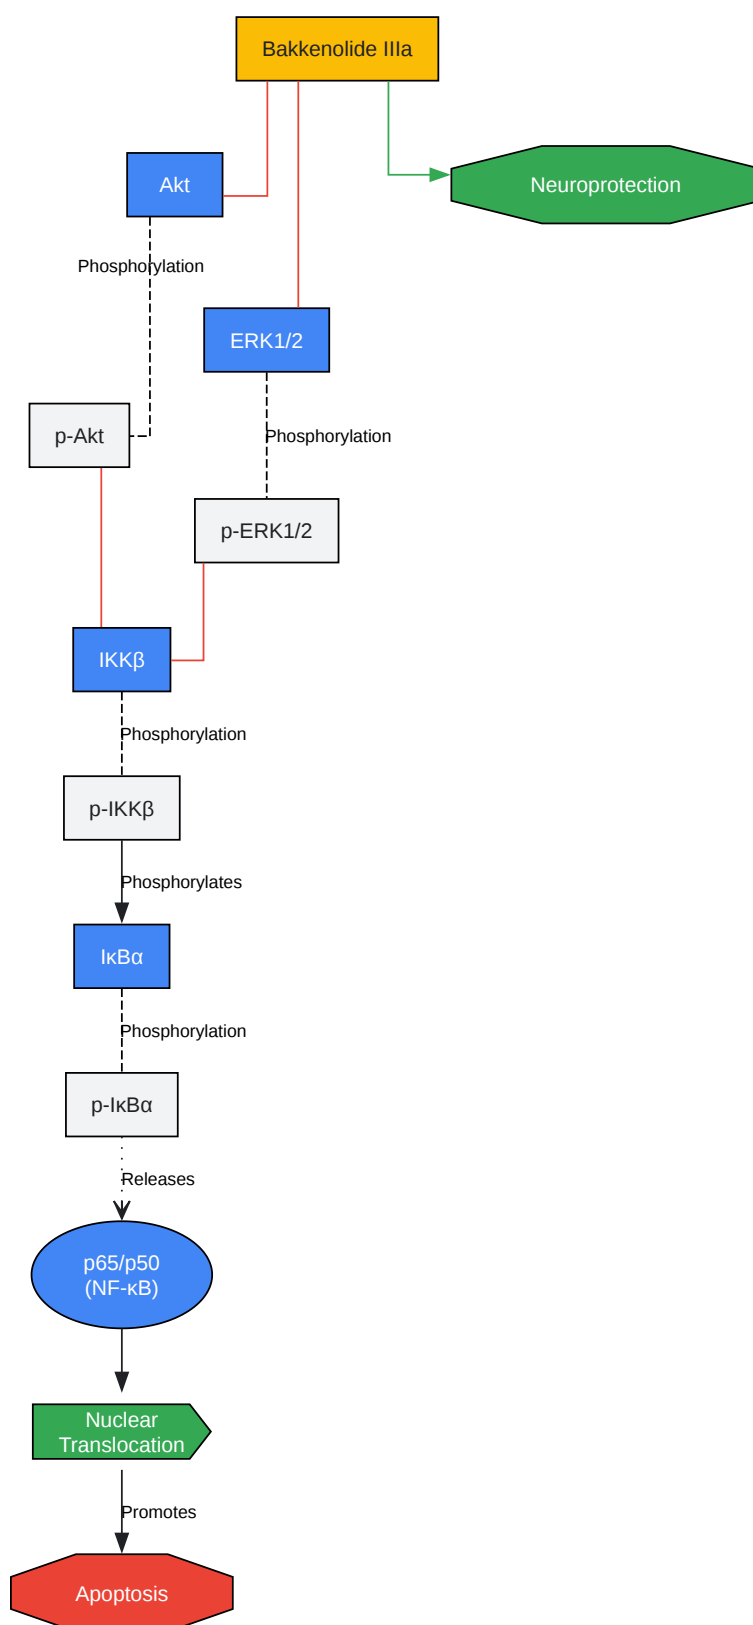 Bakkenolide IIIa
Akt
Neuroprotection
Phosphorylation
ERK1/2
p-Akt
Phosphorylation
p-ERK1/2
IKKβ
Phosphorylation
p-IKKβ
Phosphorylates
IκBα
Phosphorylation
p-IκBα
Releases
p65/p50
(NF-κB)
Nuclear
Translocation
Promotes
Apoptosis